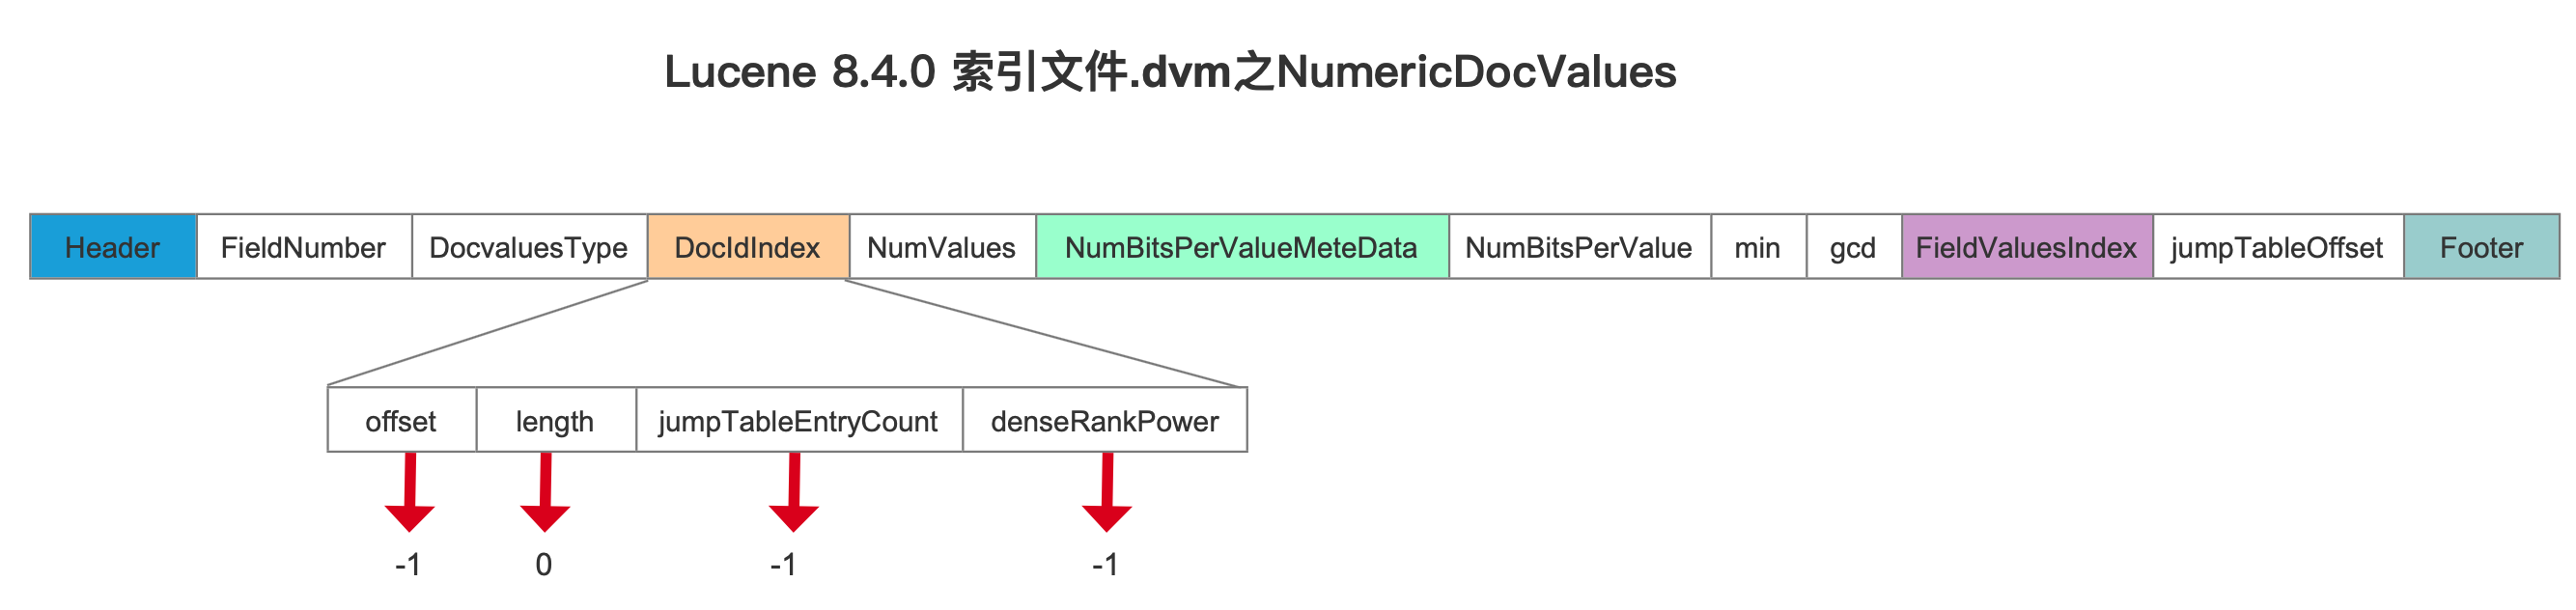 Lucene 8.4.0 索引文件.dvm之NumericDocValues
Header FieldNumber DocvaluesType DocIdIndex NumValues NumBitsPerValueMeteData NumBitsPerValue min gcd FieldValuesIndex jumpTableOffset Footer
offset length jumpTableEntryCount denseRankPower
-1 0 -1 -1